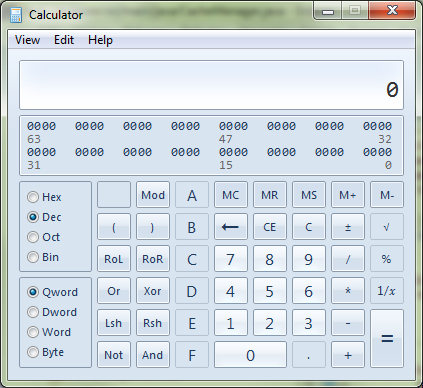 Calculator
View Edit Help
0
0000 0000 0000 0000 0000 0000 0000 0000
63 47 32
0000 0000 0000 0000 0000 0000 0000 0000
31 15 0
Hex Mod A MC MR MS M+ M-
Dec ( ) B ← CE C ± √
Oct RoL RoR C 7 8 9 / %
Bin
Qword Or Xor D 4 5 6 * 1/x
Dword
Word Lsh Rsh E 1 2 3 - =
Byte Not And F 0 . +